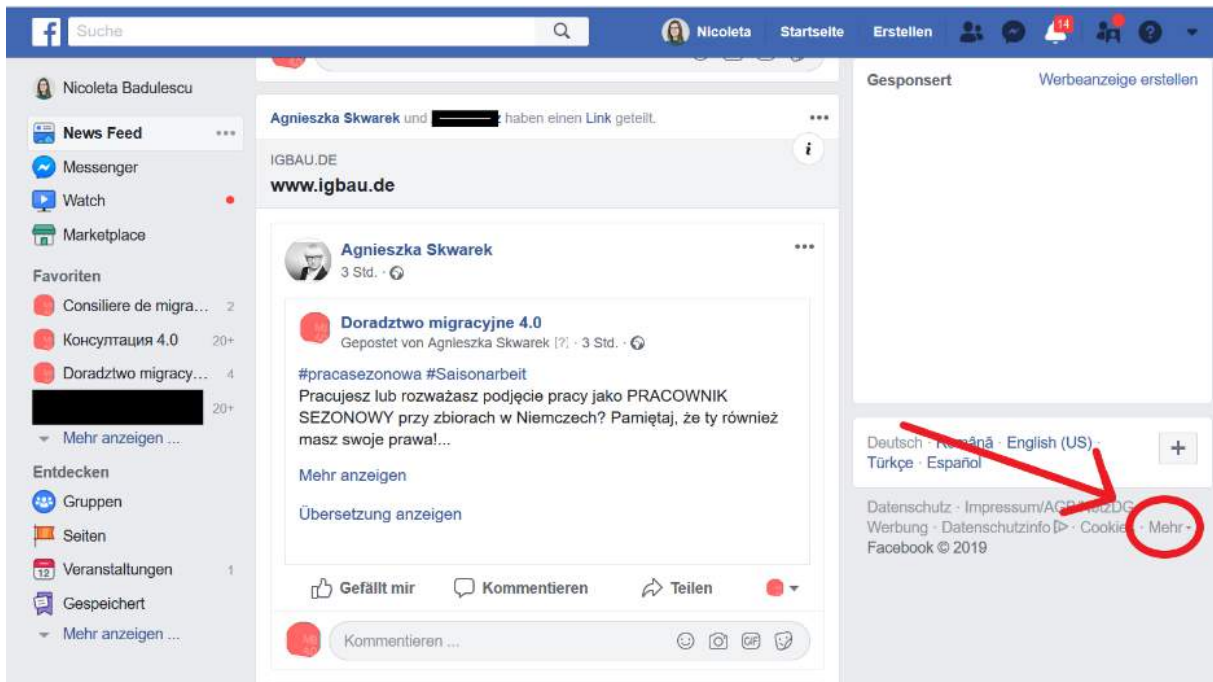 Suche
Nicoleta
Startseite
Erstellen
14
Nicoleta Badulescu
News Feed
Messenger
Watch
Marketplace
Favoriten
Consiliere de migra... 2
Консултация 4.0 20+
Doradztwo migracy... 4
20+
Mehr anzeigen ...
Entdecken
Gruppen
Seiten
12
Veranstaltungen 1
Gespeichert
Mehr anzeigen ...
Agnieszka Skwarek und haben einen Link geteilt.
IGBAU.DE
www.igbau.de
Agnieszka Skwarek
3 Std. ·
Doradztwo migracyjne 4.0
Gepostet von Agnieszka Skwarek [?] · 3 Std. ·
#pracasezonowa #Saisonarbeit
Pracujesz lub rozważasz podjęcie pracy jako PRACOWNIK
SEZONOWY przy zbiorach w Niemczech? Pamiętaj, że ty również
masz swoje prawa!...
Mehr anzeigen
Übersetzung anzeigen
Gefällt mir
Kommentieren
Teilen
Kommentieren ...
GIF
Gesponsert
Werbeanzeige erstellen
Deutsch · Română · English (US) ·
Türkçe · Español
Datenschutz · Impressum/AGB/NetzDG ·
Werbung · Datenschutzinfo · Cookies · Mehr
Facebook © 2019